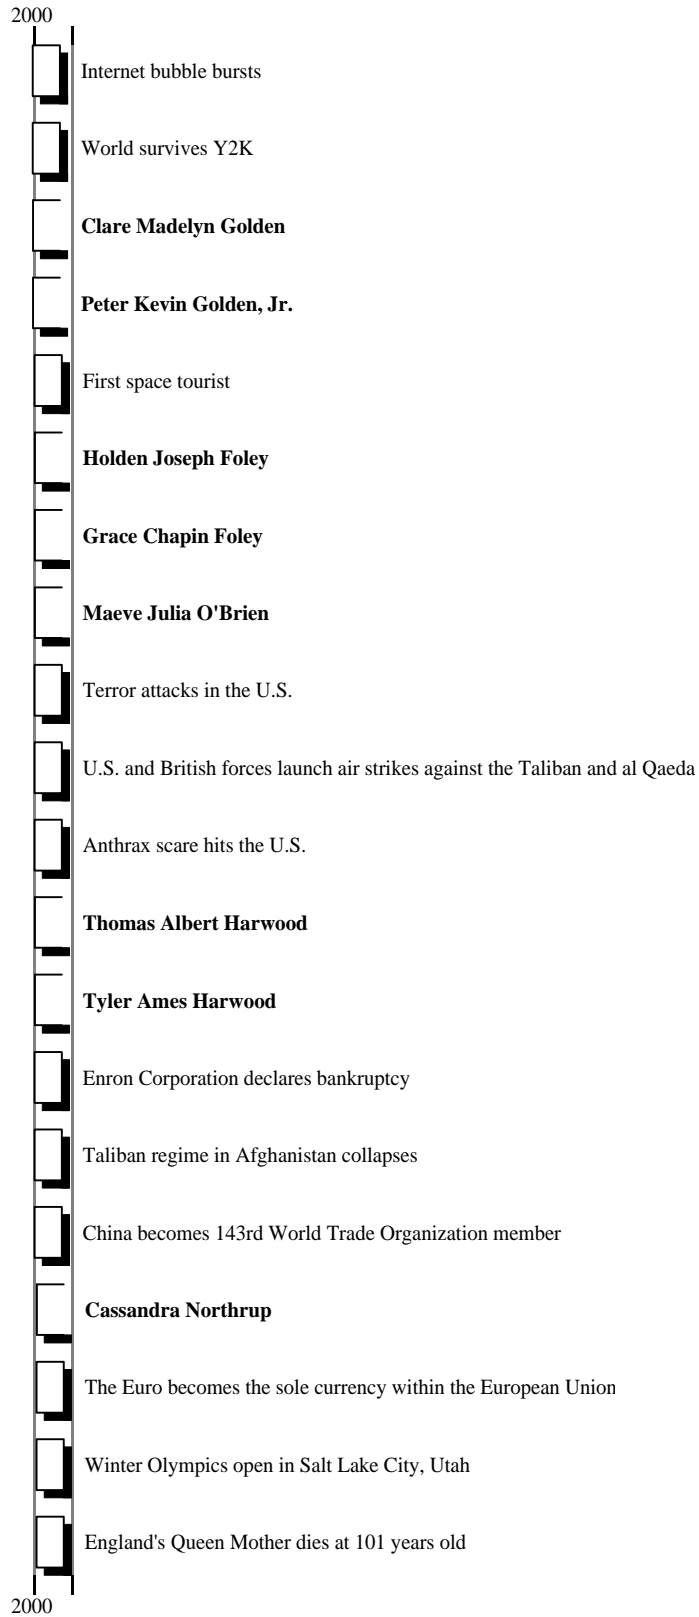 2000
Internet bubble bursts
World survives Y2K
Clare Madelyn Golden
Peter Kevin Golden, Jr.
First space tourist
Holden Joseph Foley
Grace Chapin Foley
Maeve Julia O'Brien
Terror attacks in the U.S.
U.S. and British forces launch air strikes against the Taliban and al Qaeda
Anthrax scare hits the U.S.
Thomas Albert Harwood
Tyler Ames Harwood
Enron Corporation declares bankruptcy
Taliban regime in Afghanistan collapses
China becomes 143rd World Trade Organization member
Cassandra Northrup
The Euro becomes the sole currency within the European Union
Winter Olympics open in Salt Lake City, Utah
England's Queen Mother dies at 101 years old
2000